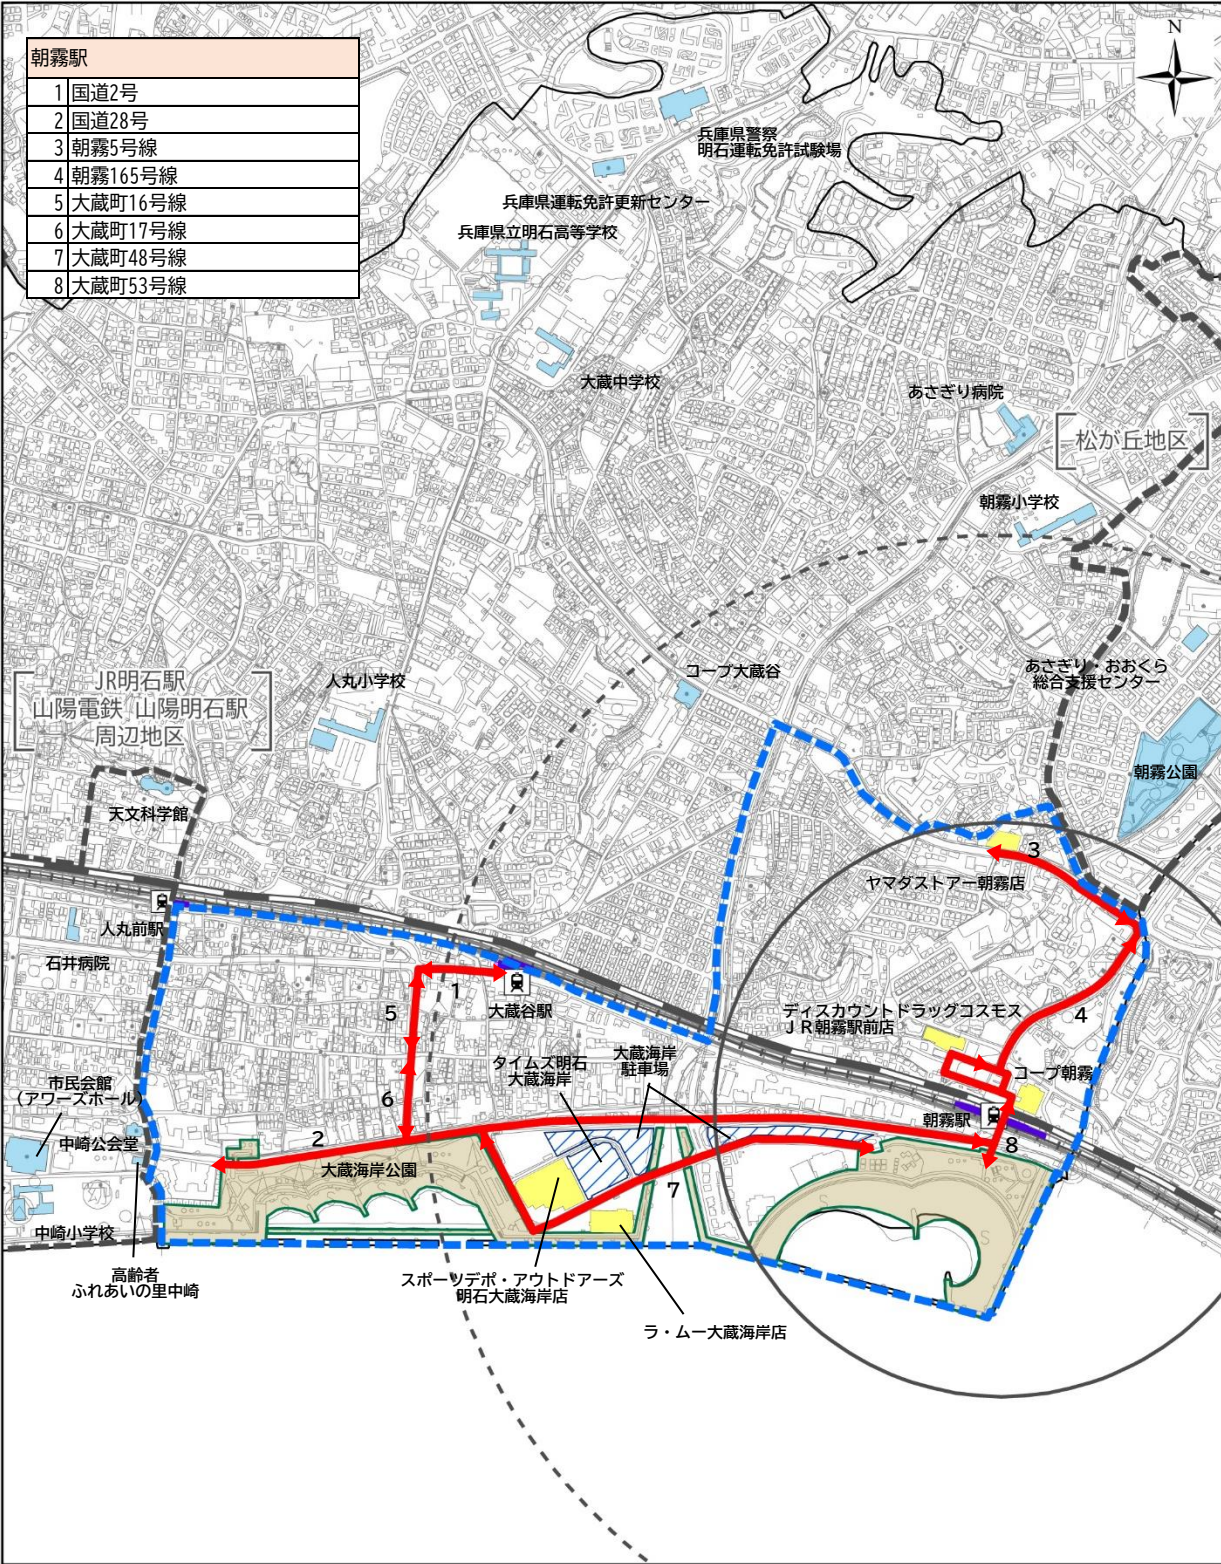 朝霧駅
1 国道2号
2 国道28号
3 朝霧5号線
4 朝霧165号線
5 大蔵町16号線
6 大蔵町17号線
7 大蔵町48号線
8 大蔵町53号線
N
兵庫県警察
明石運転免許試験場
兵庫県運転免許更新センター
兵庫県立明石高等学校
大蔵中学校
あさぎり病院
松が丘地区
朝霧小学校
コープ大蔵谷
あさぎり・おおくら
総合支援センター
人丸小学校
JR明石駅
山陽電鉄 山陽明石駅
周辺地区
朝霧公園
天文科学館
3
ヤマダストアー朝霧店
人丸前駅
石井病院
1
大蔵谷駅
5
ディスカウントドラッグコスモス
ＪＲ朝霧駅前店
4
タイムズ明石
大蔵海岸
大蔵海岸
駐車場
コープ朝霧
市民会館
(アワーズホール)
6
朝霧駅
中崎公会堂
2
8
大蔵海岸公園
7
S
S
中崎小学校
高齢者
ふれあいの里中崎
スポーツデポ・アウトドアーズ
明石大蔵海岸店
ラ・ムー大蔵海岸店